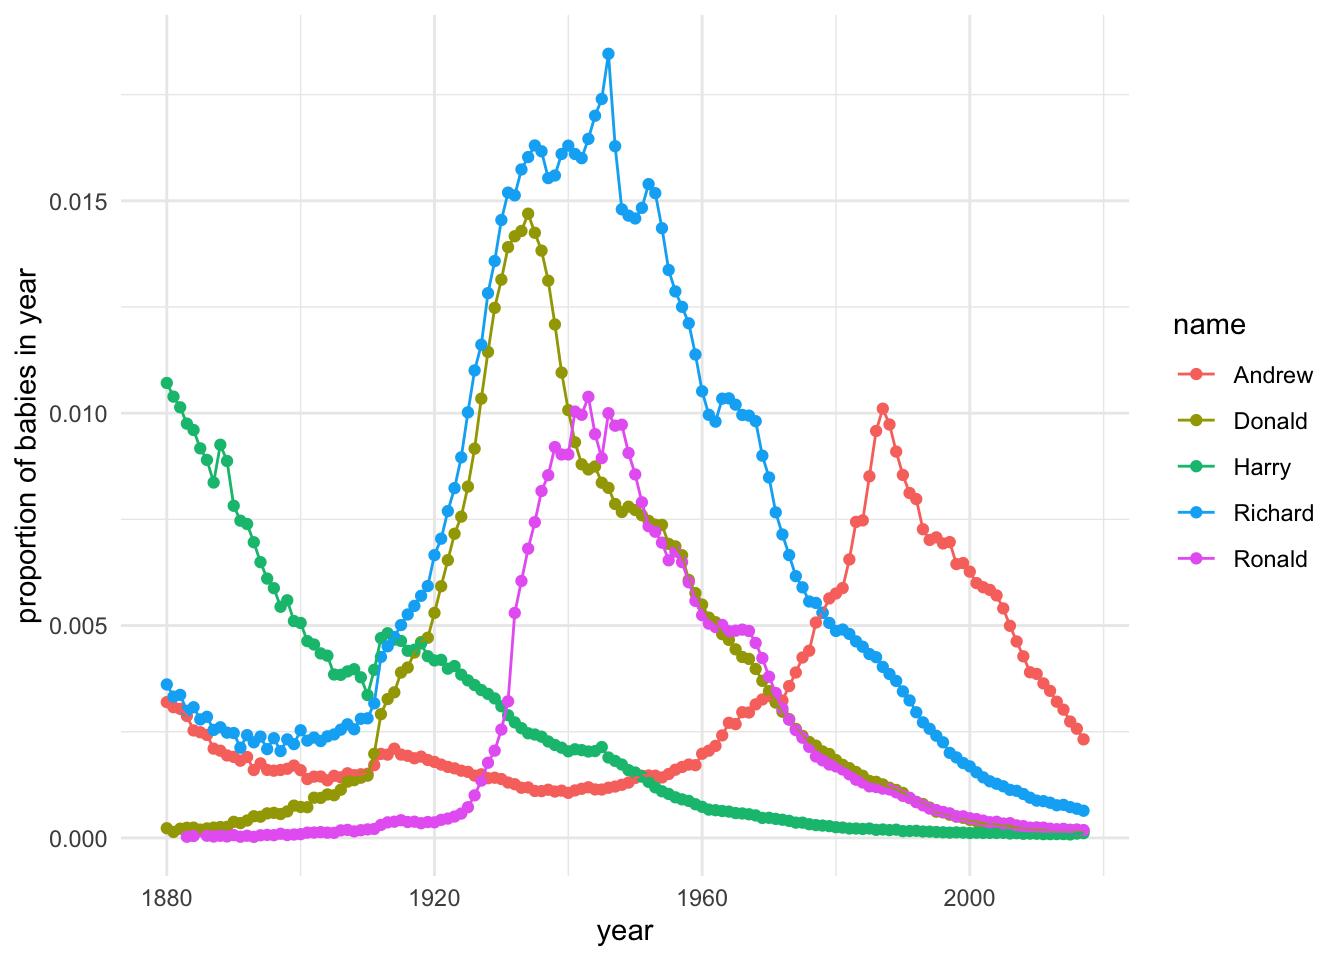 0.015
0.010
0.005
0.000
proportion of babies in year
1880
1920
1960
2000
year
name
Andrew
Donald
Harry
Richard
Ronald